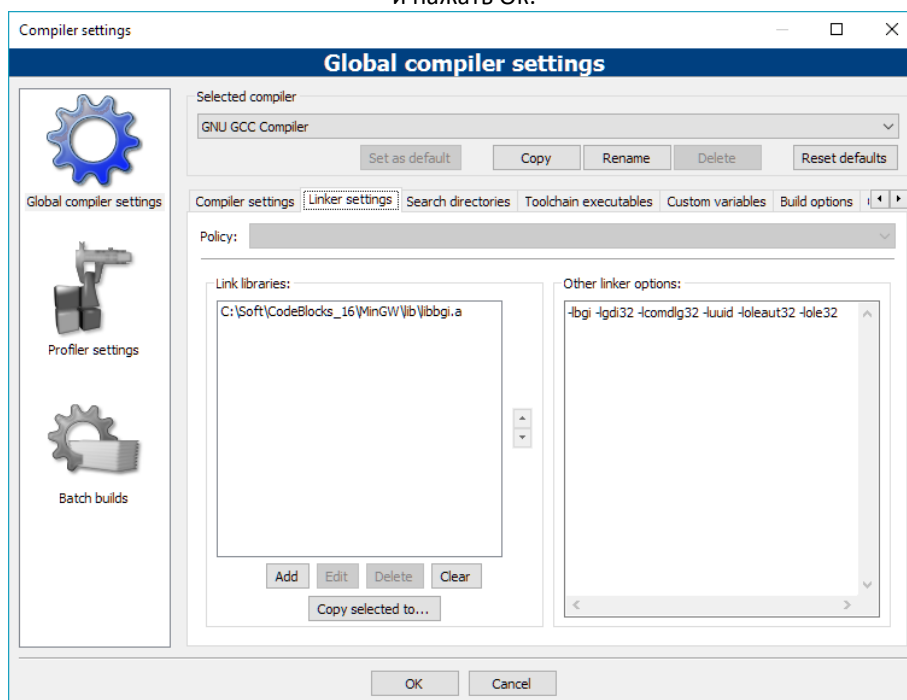 и нажать ОК.
Compiler settings
Global compiler settings
Selected compiler
GNU GCC Compiler
Set as default Copy Rename Delete Reset defaults
Global compiler settings
Compiler settings Linker settings Search directories Toolchain executables Custom variables Build options
Policy:
Link libraries:
C:\Soft\CodeBlocks_16\MinGW\lib\libbgi.a
Other linker options:
-lbgi -lgdi32 -lcomdlg32 -luuid -loleaut32 -lole32
Profiler settings
Batch builds
Add Edit Delete Clear
Copy selected to...
OK Cancel